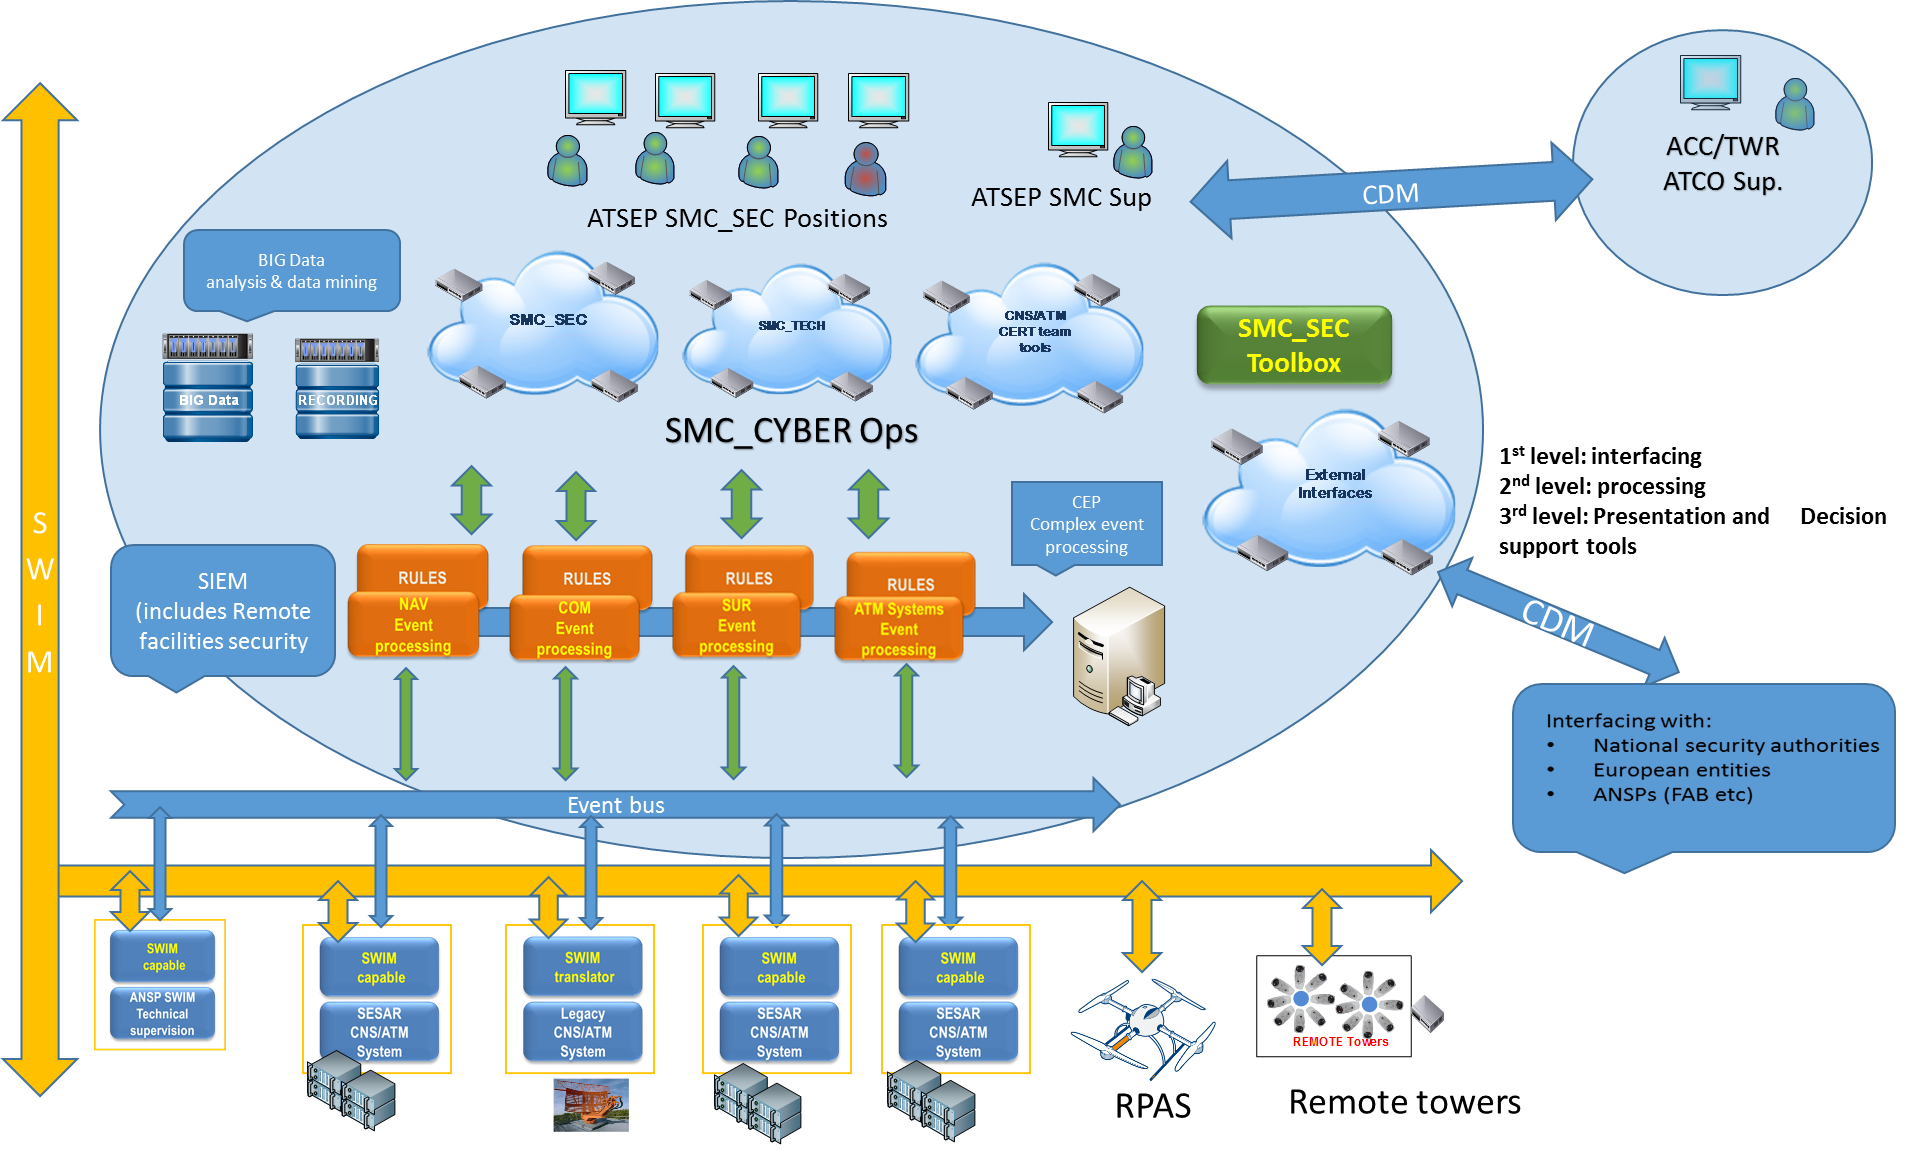 ATSEP SMC_SEC Positions
ATSEP SMC Sup
CDM
ACC/TWR
ATCO Sup.
BIG Data
analysis & data mining
BIG Data
RECORDING
SMC_SEC
SMC_TECH
CNS/ATM
CERT team
tools
SMC_SEC
Toolbox
SMC_CYBER Ops
External
Interfaces
1st level: interfacing
2nd level: processing
3rd level: Presentation and Decision
support tools
CEP
Complex event
processing
S
W
I
M
SIEM
(includes Remote
facilities security
RULES
NAV
Event
processing
RULES
COM
Event
processing
RULES
SUR
Event
processing
RULES
ATM Systems
Event
processing
CDM
Interfacing with:
• National security authorities
• European entities
• ANSPs (FAB etc)
Event bus
SWIM
capable
ANSP SWIM
Technical
supervision
SWIM
capable
SESAR
CNS/ATM
System
SWIM
translator
Legacy
CNS/ATM
System
SWIM
capable
SESAR
CNS/ATM
System
SWIM
capable
SESAR
CNS/ATM
System
RPAS
REMOTE Towers
Remote towers